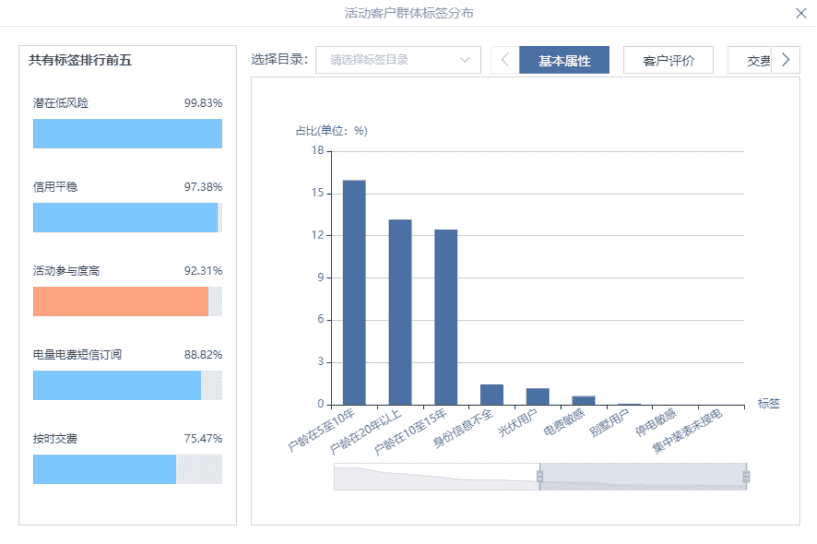 活动客户群体标签分布
共有标签排行前五
潜在低风险 99.83%
信用平稳 97.38%
活动参与度高 92.31%
电量电费短信订阅 88.82%
按时交费 75.47%
选择目录： 请选择标签目录 基本属性 客户评价 交费
占比(单位：%)
18
15
12
9
6
3
0
标签
户龄在5至10年
户龄在20年以上
户龄在10至15年
身份信息不全
光伏用户
电费敏感
别墅用户
停电敏感
集中装表未接电